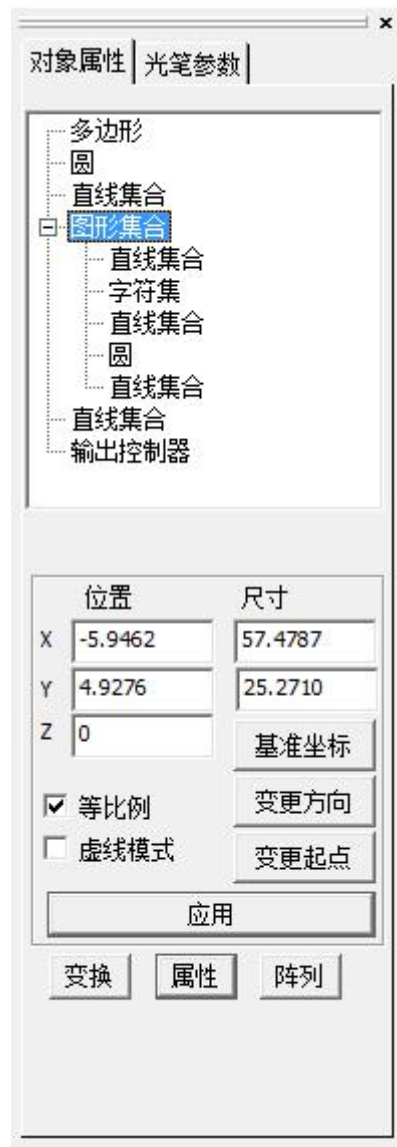 对象属性 光笔参数
多边形
圆
直线集合
图形集合
直线集合
字符集
直线集合
圆
直线集合
直线集合
输出控制器
位置 尺寸
X -5.9462 57.4787
Y 4.9276 25.2710
Z 0 基准坐标
等比例 变更方向
虚线模式 变更起点
应用
变换 属性 阵列